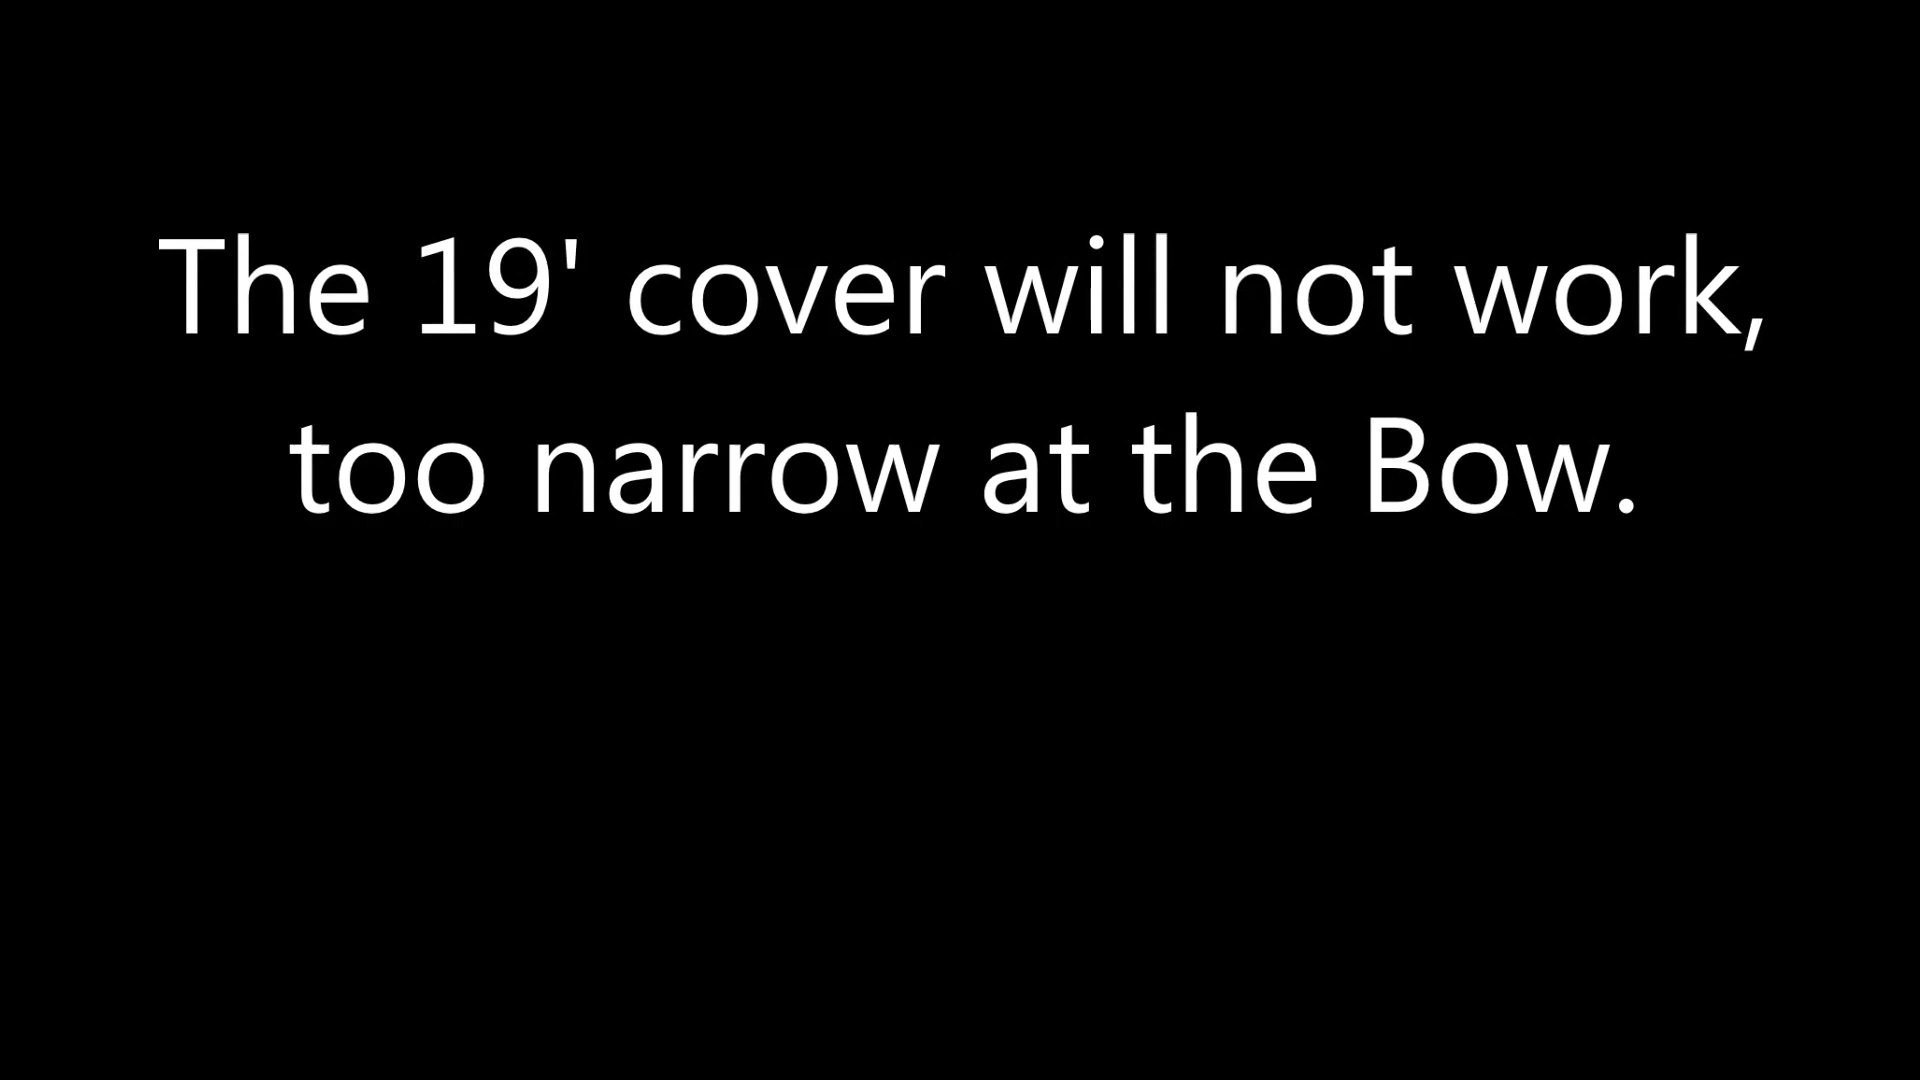 The 19' cover will not work,
too narrow at the Bow.